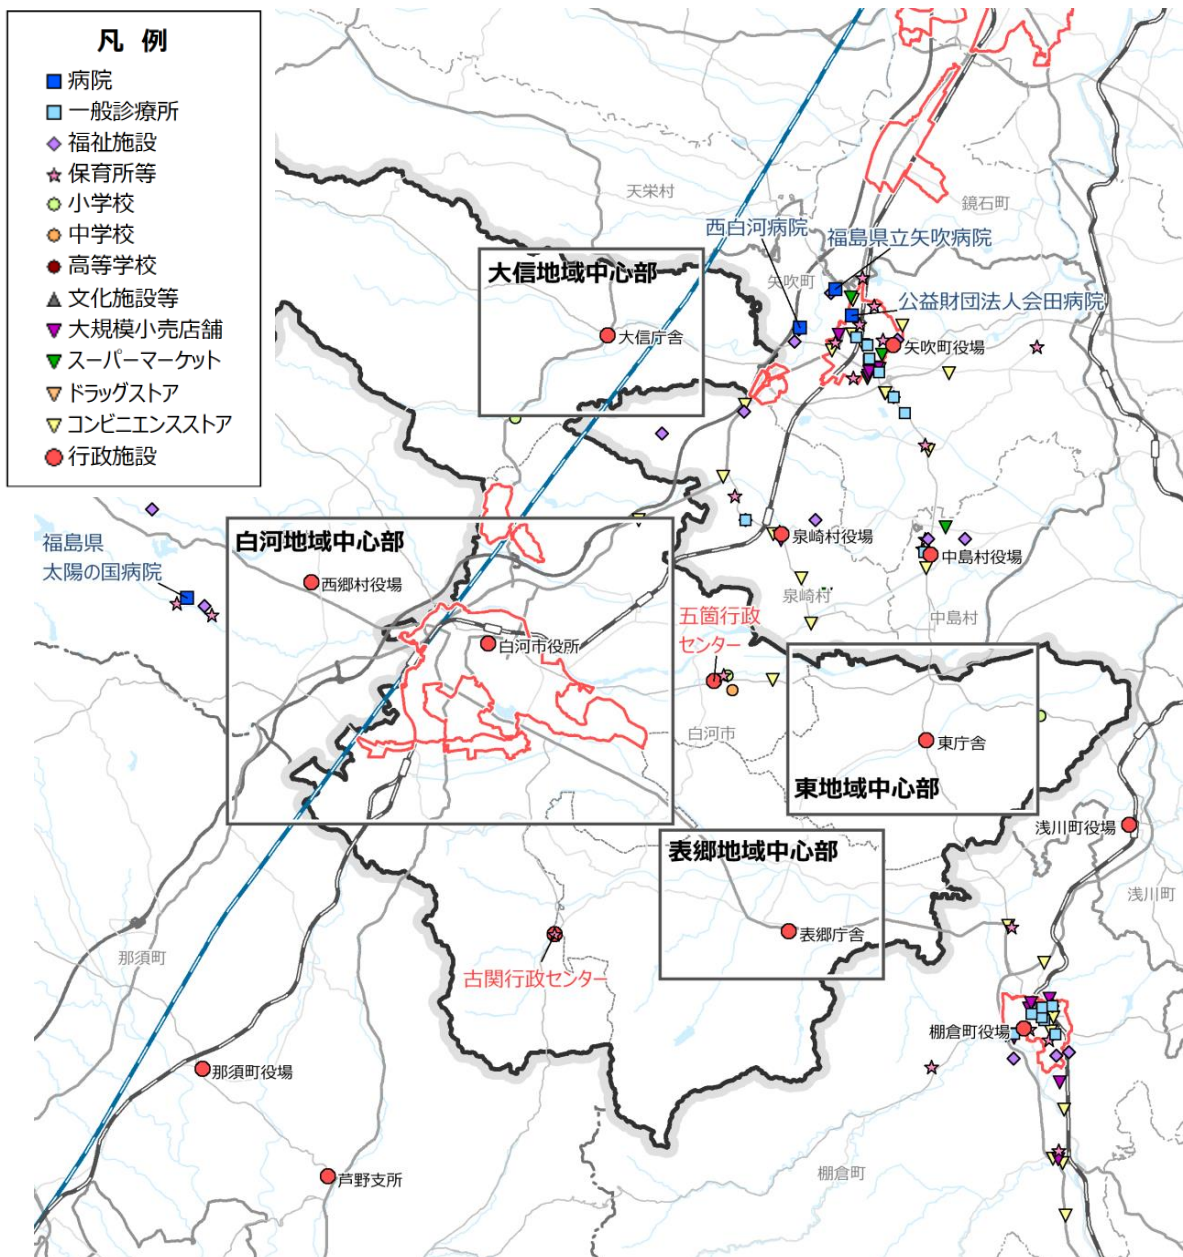 凡 例
病院
一般診療所
福祉施設
保育所等
小学校
中学校
高等学校
文化施設等
大規模小売店舗
スーパーマーケット
ドラッグストア
コンビニエンスストア
行政施設
天栄村
鏡石町
西白河病院
福島県立矢吹病院
大信地域中心部
矢吹町
公益財団法人会田病院
大信庁舎
矢吹町役場
白河地域中心部
福島県
太陽の国病院
西郷村役場
泉崎村役場
中島村役場
泉崎村
中島村
五箇行政
センター
白河市役所
白河市
東庁舎
東地域中心部
浅川町役場
表郷地域中心部
浅川町
表郷庁舎
那須町
古関行政センター
棚倉町役場
那須町役場
芦野支所
棚倉町